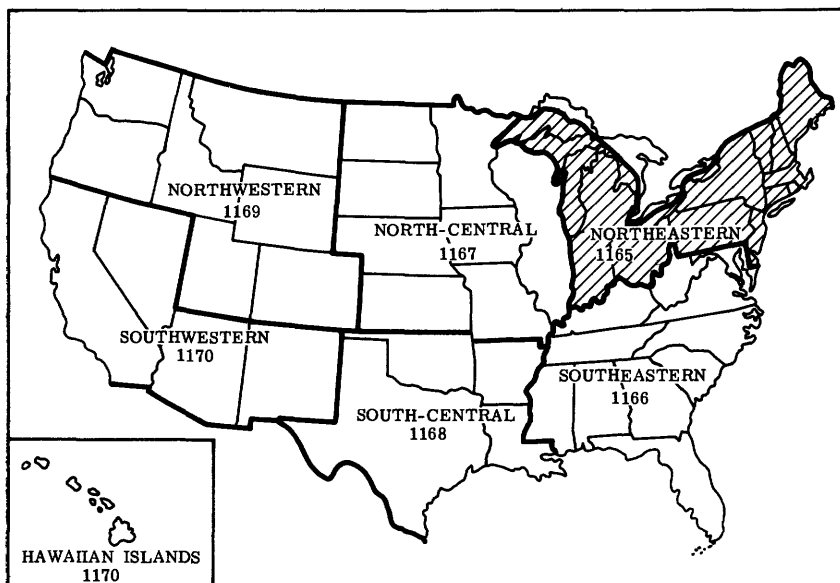 NORTHWESTERN
1169
NORTH-CENTRAL
1167
NORTHEASTERN
1165
SOUTHWESTERN
1170
SOUTHEASTERN
1166
SOUTH-CENTRAL
1168
HAWAIIAN ISLANDS
1170